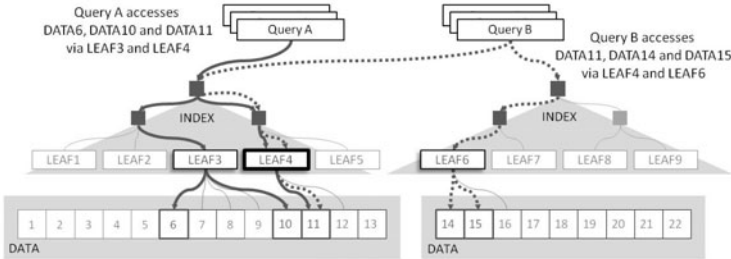 Query A accesses
DATA6, DATA10 and DATA11
via LEAF3 and LEAF4
Query A
Query B
Query B accesses
DATA11, DATA14 and DATA15
via LEAF4 and LEAF6
INDEX
INDEX
LEAF1 LEAF2 LEAF3 LEAF4 LEAF5
LEAF6 LEAF7 LEAF8 LEAF9
1 2 3 4 5 6 7 8 9 10 11 12 13
14 15 16 17 18 19 20 21 22
DATA
DATA